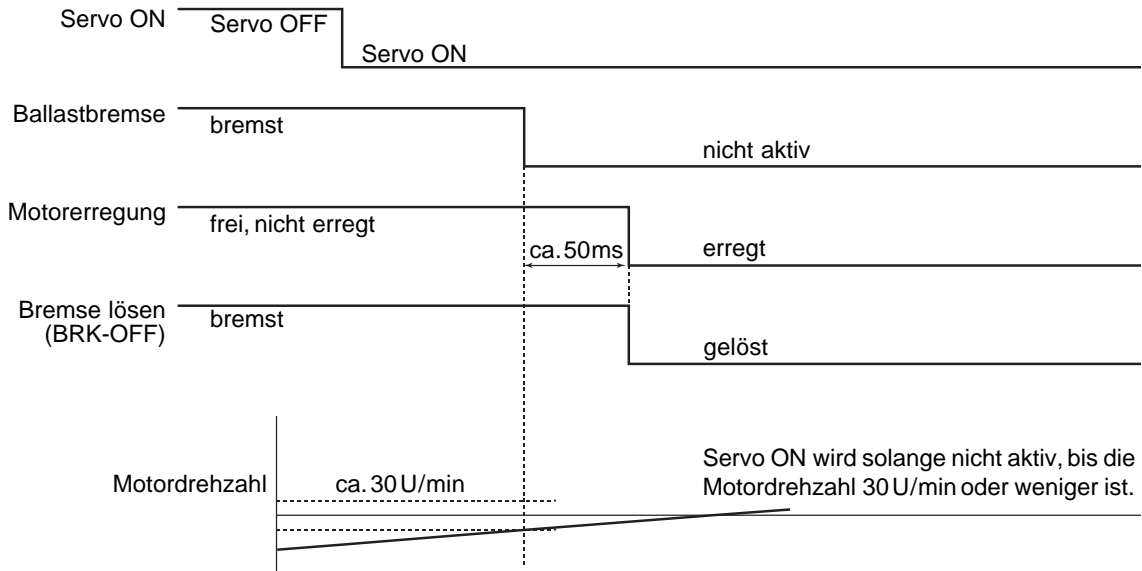 Servo ON
Servo OFF
Servo ON
Ballastbremse
bremst
nicht aktiv
Motorerregung
frei, nicht erregt
ca. 50 ms
erregt
Bremse lösen
(BRK-OFF)
bremst
gelöst
Motordrehzahl
ca. 30 U/min
Servo ON wird solange nicht aktiv, bis die
Motordrehzahl 30 U/min oder weniger ist.